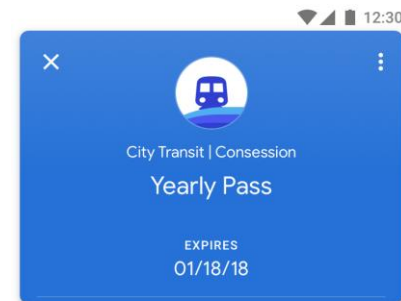 12:30
City Transit | Consession
Yearly Pass
EXPIRES
01/18/18